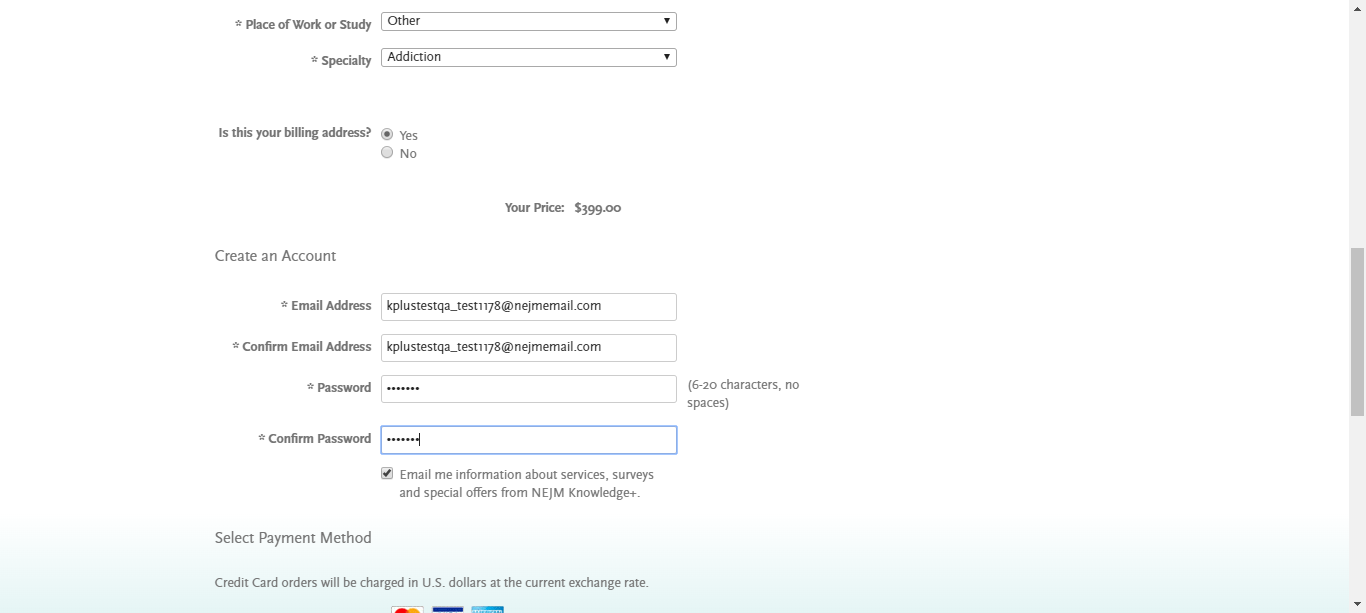 * Place of Work or Study
Other
* Specialty
Addiction
Is this your billing address?
Yes
No
Your Price: $399.00
Create an Account
* Email Address
kplustestqa_test1178@nejmemail.com
* Confirm Email Address
kplustestqa_test1178@nejmemail.com
* Password
•••••••
(6-20 characters, no
spaces)
* Confirm Password
•••••••
Email me information about services, surveys
and special offers from NEJM Knowledge+.
Select Payment Method
Credit Card orders will be charged in U.S. dollars at the current exchange rate.